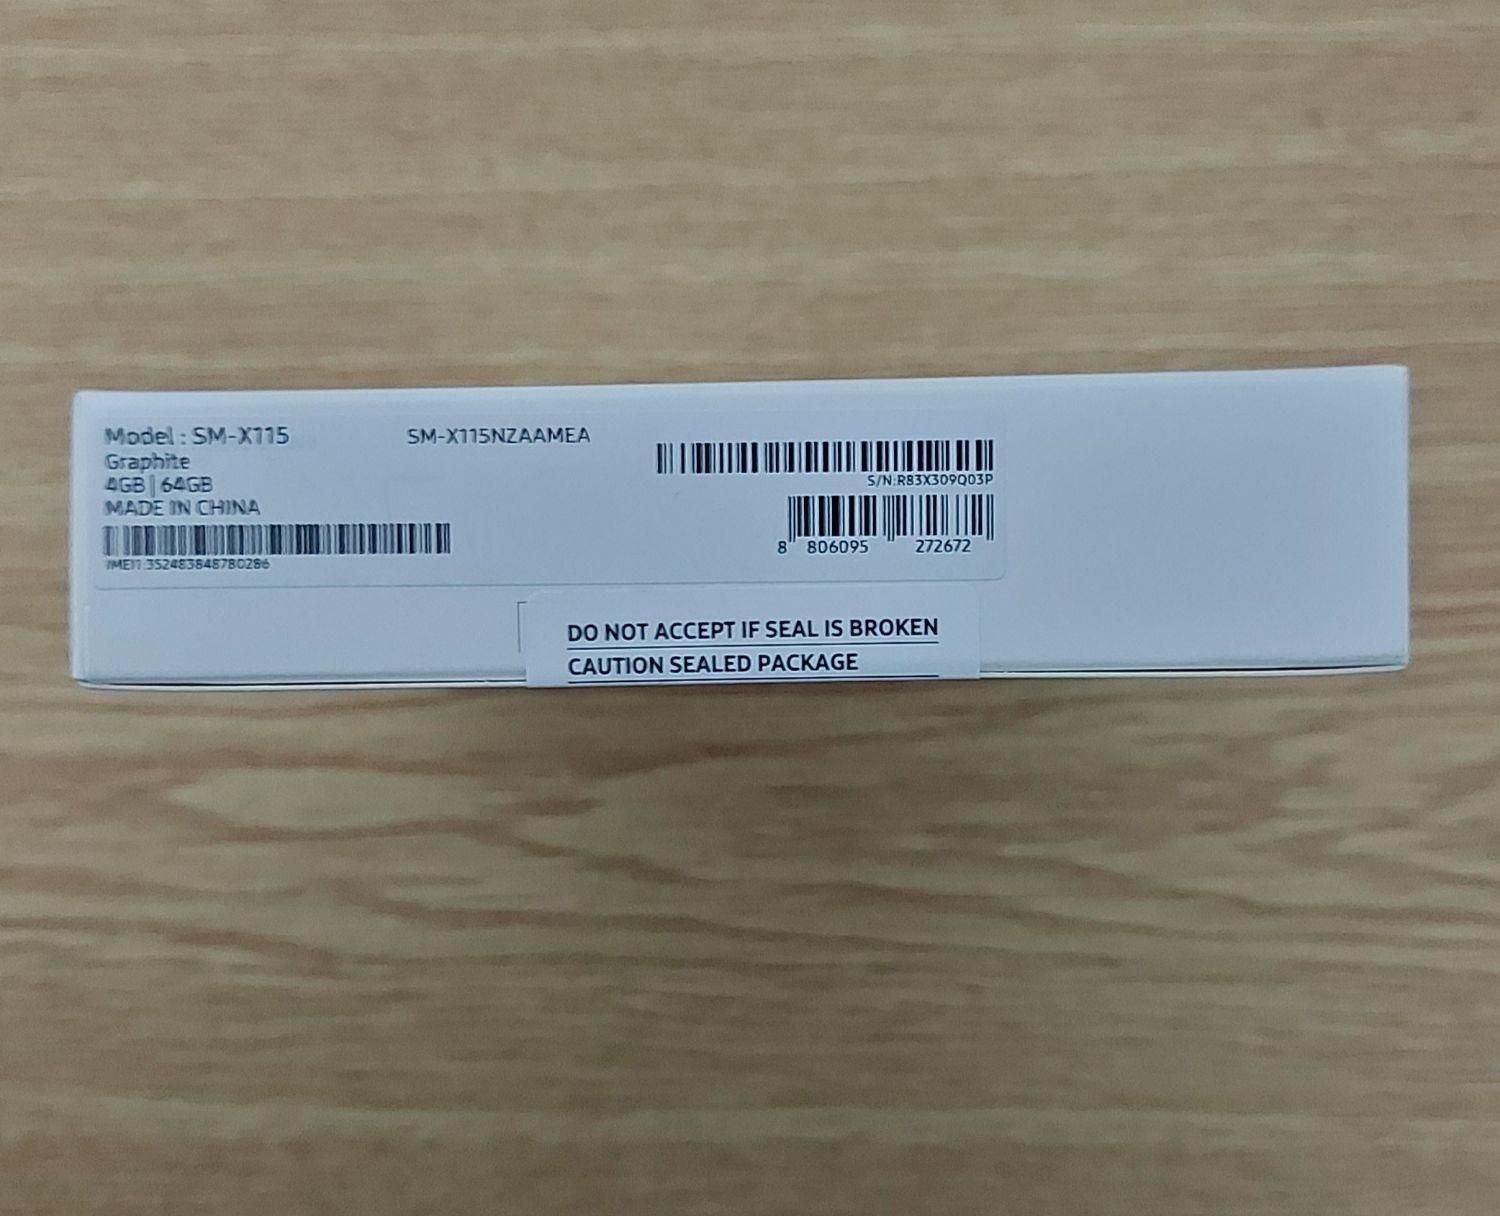 Model : SM-X115
SM-X115NZAAMEA
Graphite
4GB | 64GB
MADE IN CHINA
IMEI1:352483848780286
S/N:R83X309Q03P
8 806095 272672
DO NOT ACCEPT IF SEAL IS BROKEN
CAUTION SEALED PACKAGE